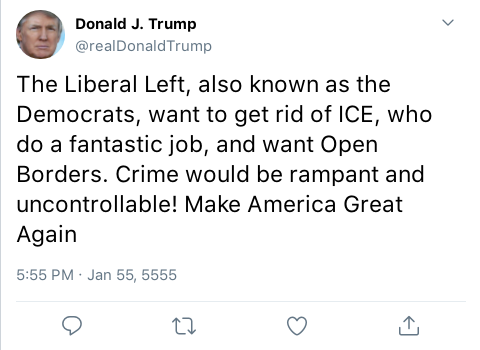 Donald J. Trump
@realDonaldTrump
The Liberal Left, also known as the
Democrats, want to get rid of ICE, who
do a fantastic job, and want Open
Borders. Crime would be rampant and
uncontrollable! Make America Great
Again
5:55 PM · Jan 55, 5555